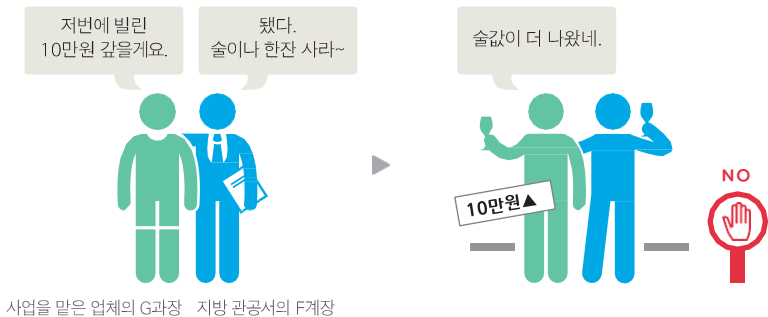 저번에 빌린
10만원 갚을게요.
됐다.
술이나 한잔 사라~
술값이 더 나왔네.
10만원▲
NO
사업을 맡은 업체의 G과장
지방 관공서의 F계장